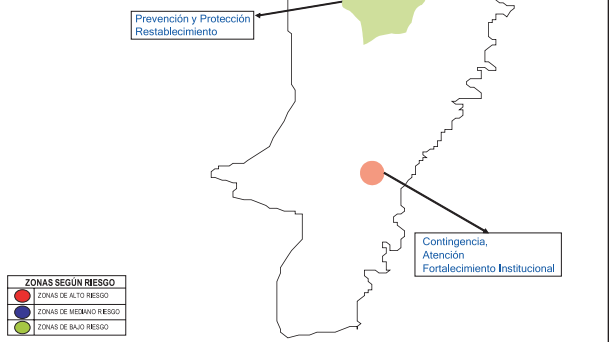 Prevención y Protección
Restablecimiento
Contingencia,
Atención
Fortalecimiento Institucional
ZONAS SEGÚN RIESGO
ZONAS DE ALTO RIESGO
ZONAS DE MEDIANO RIESGO
ZONAS DE BAJO RIESGO